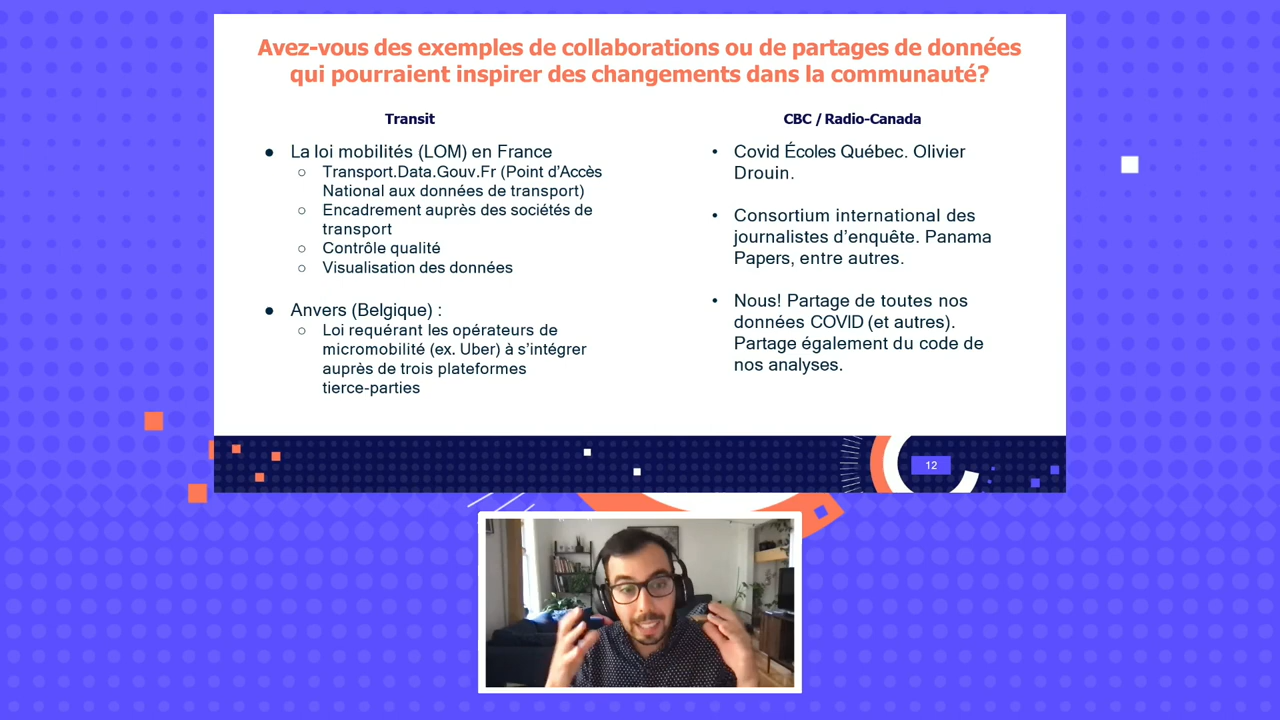 Avez-vous des exemples de collaborations ou de partages de données
qui pourraient inspirer des changements dans la communauté?
Transit
● La loi mobilités (LOM) en France
○ Transport.Data.Gouv.Fr (Point d'Accès
National aux données de transport)
○ Encadrement auprès des sociétés de
transport
○ Contrôle qualité
○ Visualisation des données
● Anvers (Belgique) :
○ Loi requérant les opérateurs de
micromobilité (ex. Uber) à s'intégrer
auprès de trois plateformes
tierce-parties
CBC / Radio-Canada
• Covid Écoles Québec. Olivier
Drouin.
• Consortium international des
journalistes d'enquête. Panama
Papers, entre autres.
• Nous! Partage de toutes nos
données COVID (et autres).
Partage également du code de
nos analyses.
12